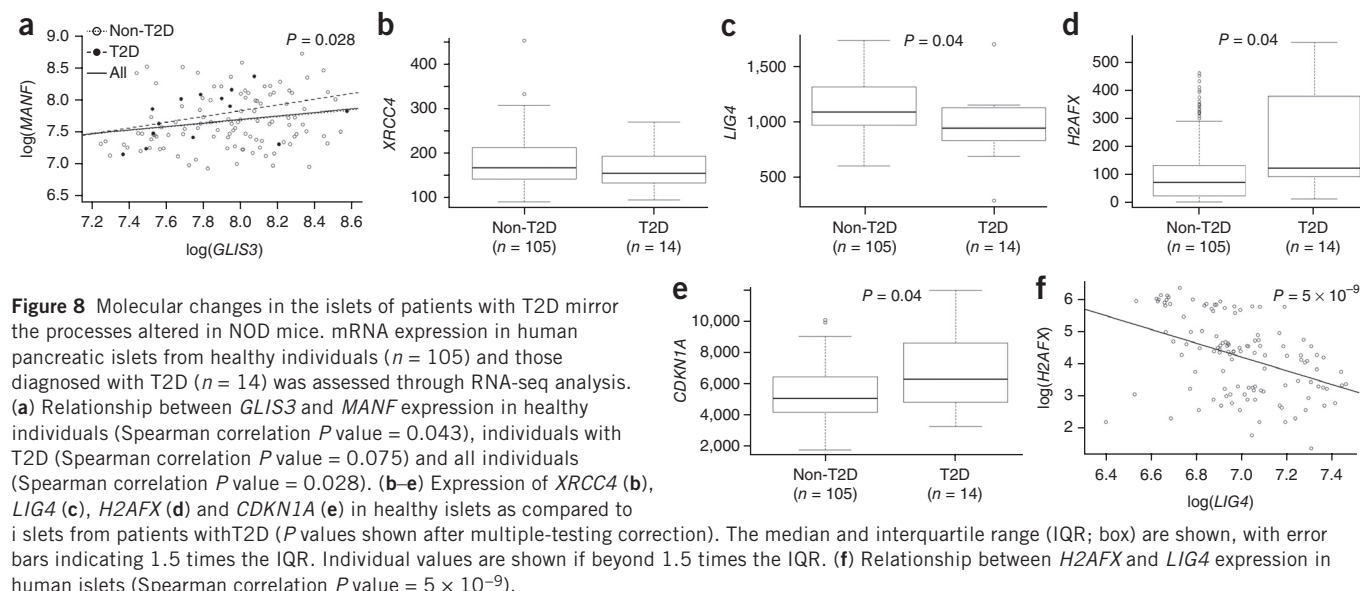 a
Non-T2D
T2D
All
P = 0.028
9.0
8.5
8.0
7.5
7.0
6.5
log(MANF)
7.2 7.4 7.6 7.8 8.0 8.2 8.4 8.6
log(GLIS3)
b
400
300
200
100
XRCC4
Non-T2D
(n = 105)
T2D
(n = 14)
c
P = 0.04
1,500
1,000
500
LIG4
Non-T2D
(n = 105)
T2D
(n = 14)
d
P = 0.04
500
400
300
200
100
0
H2AFX
Non-T2D
(n = 105)
T2D
(n = 14)
e
P = 0.04
10,000
8,000
6,000
4,000
2,000
CDKN1A
Non-T2D
(n = 105)
T2D
(n = 14)
f
P = 5 × 10⁻⁹
6
5
4
3
2
log(H2AFX)
6.4 6.6 6.8 7.0 7.2 7.4
log(LIG4)
Figure 8 Molecular changes in the islets of patients with T2D mirror
the processes altered in NOD mice. mRNA expression in human
pancreatic islets from healthy individuals (n = 105) and those
diagnosed with T2D (n = 14) was assessed through RNA-seq analysis.
(a) Relationship between GLIS3 and MANF expression in healthy
individuals (Spearman correlation P value = 0.043), individuals with
T2D (Spearman correlation P value = 0.075) and all individuals
(Spearman correlation P value = 0.028). (b–e) Expression of XRCC4 (b),
LIG4 (c), H2AFX (d) and CDKN1A (e) in healthy islets as compared to
i slets from patients withT2D (P values shown after multiple-testing correction). The median and interquartile range (IQR; box) are shown, with error
bars indicating 1.5 times the IQR. Individual values are shown if beyond 1.5 times the IQR. (f) Relationship between H2AFX and LIG4 expression in
human islets (Spearman correlation P value = 5 × 10⁻⁹).